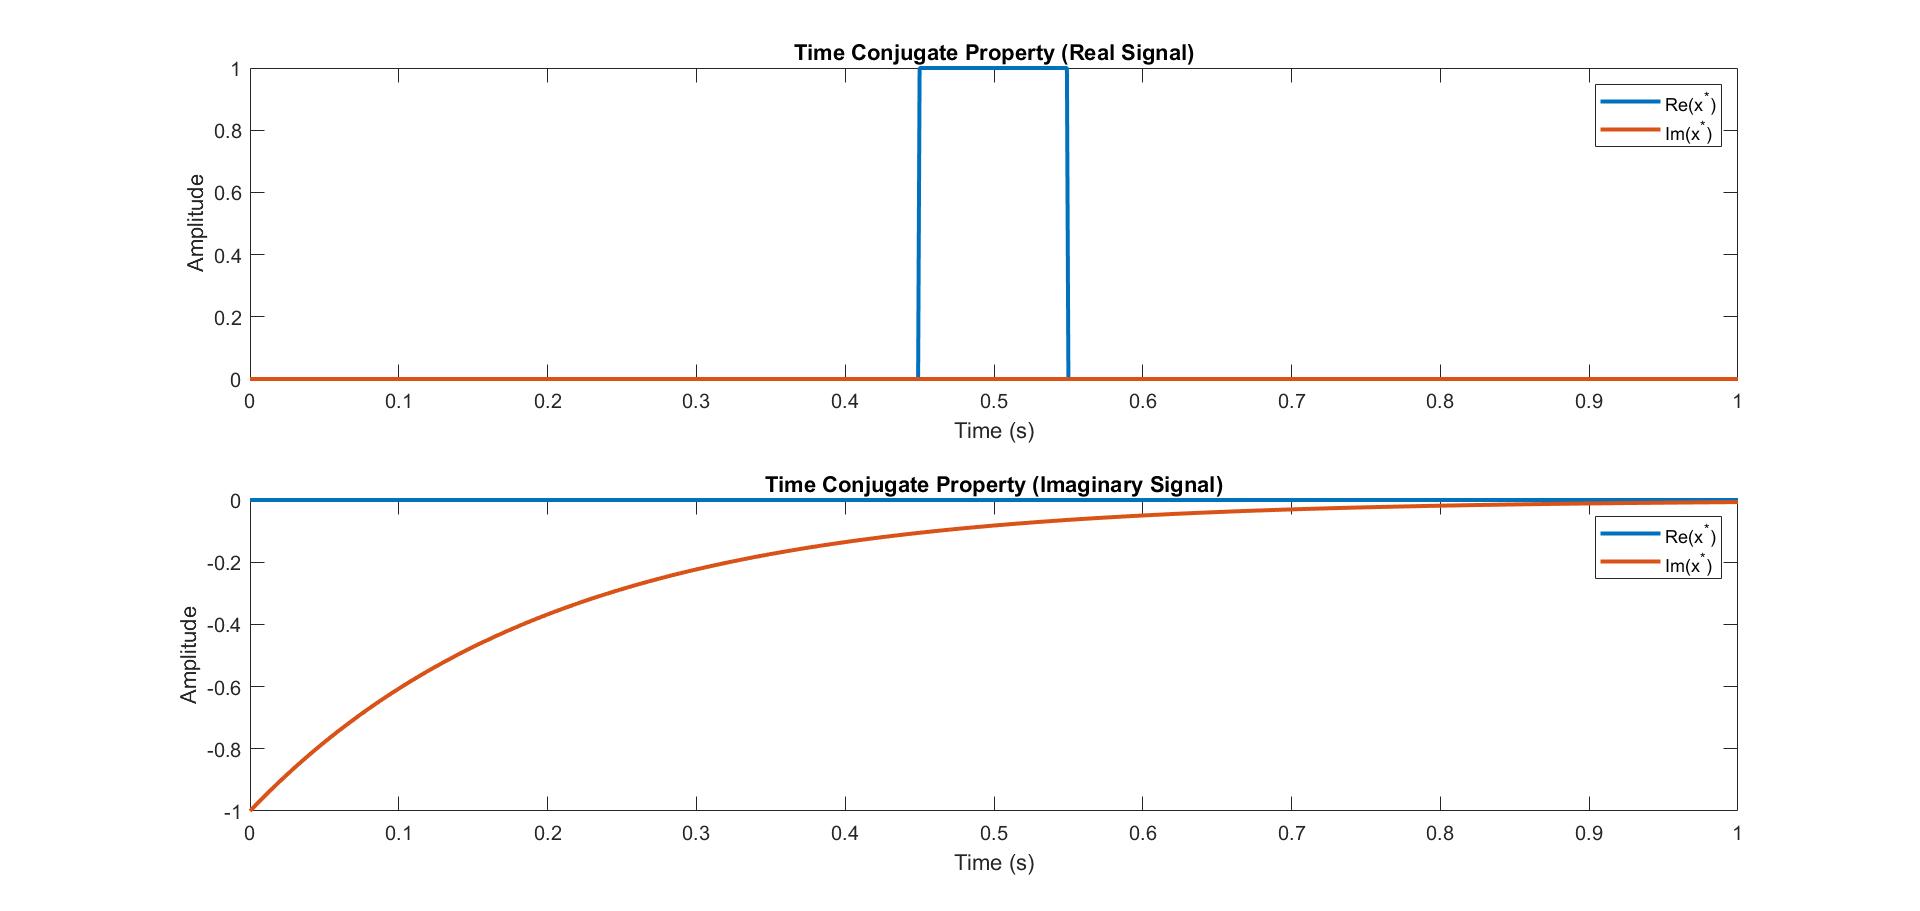 Time Conjugate Property (Real Signal)
1
0.8
0.6
0.4
0.2
0
Amplitude
Re(x*)
Im(x*)
0 0.1 0.2 0.3 0.4 0.5 0.6 0.7 0.8 0.9 1
Time (s)
Time Conjugate Property (Imaginary Signal)
0
-0.2
-0.4
-0.6
-0.8
-1
Amplitude
Re(x*)
Im(x*)
0 0.1 0.2 0.3 0.4 0.5 0.6 0.7 0.8 0.9 1
Time (s)